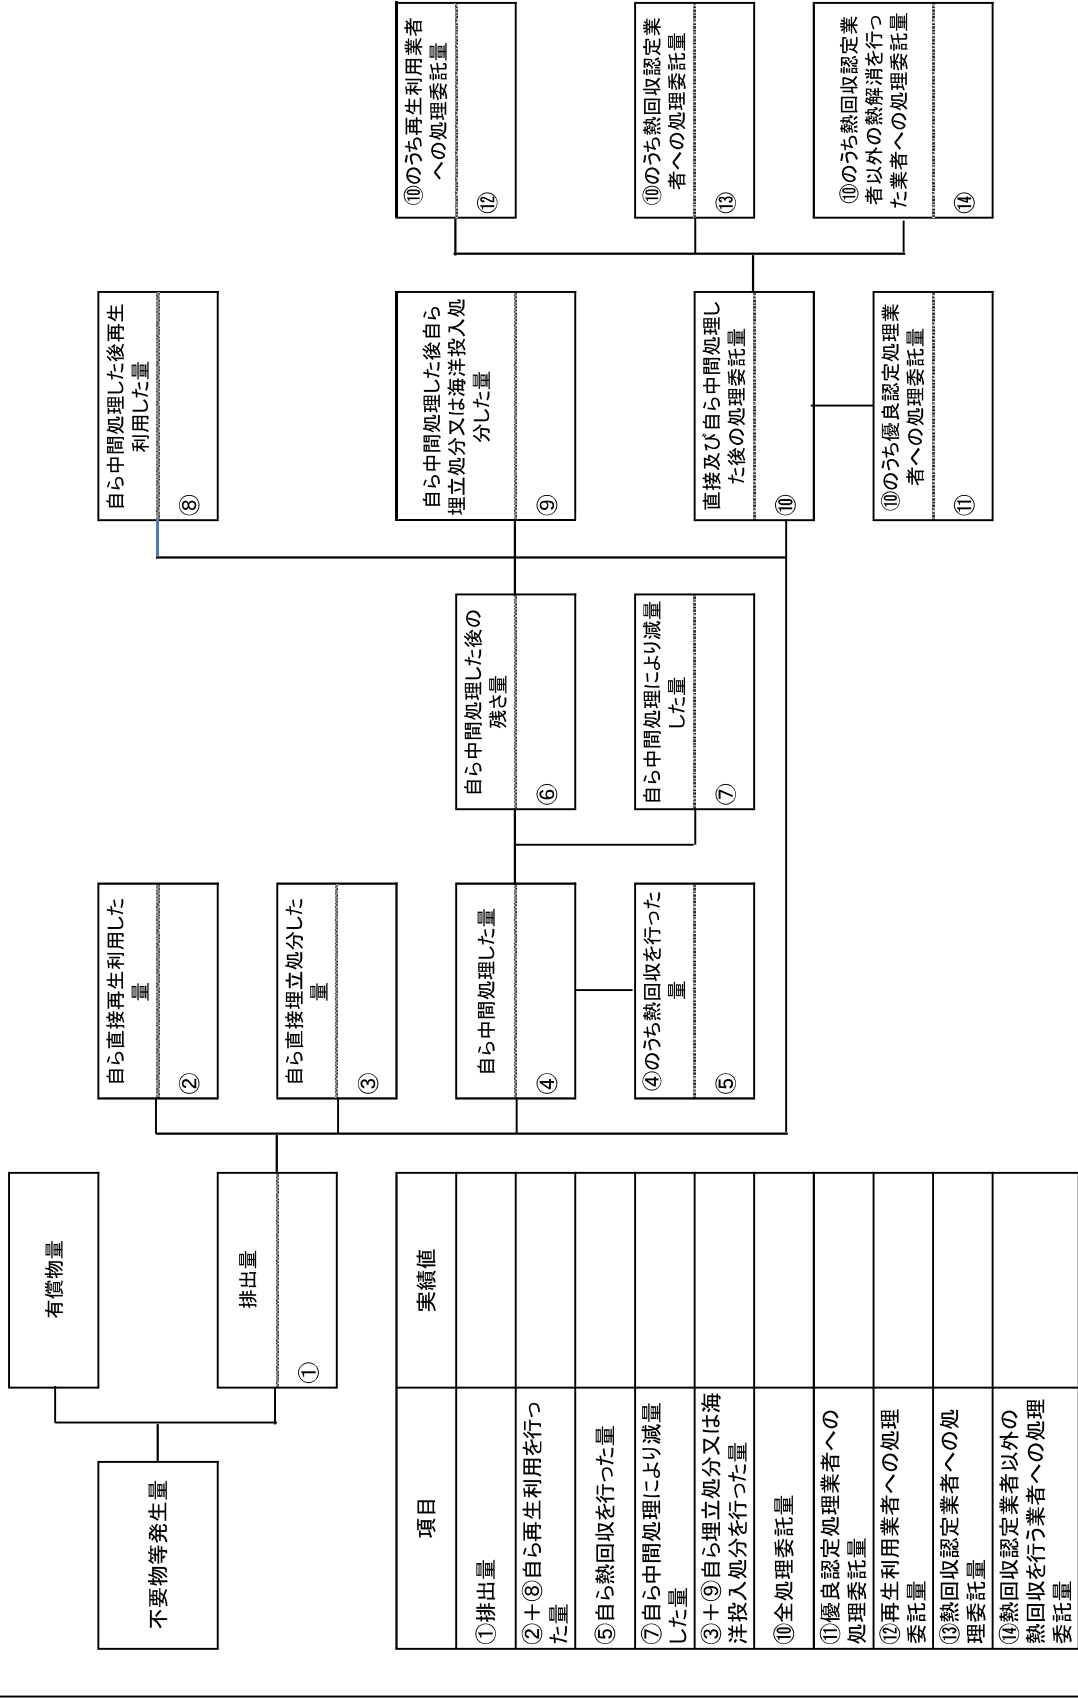 有償物量
不要物等発生量
排出量
①
自ら直接再生利用した
量
②
自ら直接埋立処分した
量
③
自ら中間処理した量
④
④のうち熱回収を行った
量
⑤
自ら中間処理した後の
残さ量
⑥
自ら中間処理により減量
した量
⑦
自ら中間処理した後再生
利用した量
⑧
自ら中間処理した後自ら
埋立処分又は海洋投入処
分した量
⑨
直接及び自ら中間処理し
た後の処理委託量
⑩
⑩のうち優良認定処理業
者への処理委託量
⑪
⑩のうち再生利用業者
への処理委託量
⑫
⑩のうち熱回収認定業
者への処理委託量
⑬
⑩のうち熱回収認定業
者以外の熱解消を行っ
た業者への処理委託量
⑭
項目
実績値
①排出量
②＋⑧自ら再生利用を行っ
た量
⑤自ら熱回収を行った量
⑦自ら中間処理により減量
した量
③＋⑨自ら埋立処分又は海
洋投入処分を行った量
⑩全処理委託量
⑪優良認定処理業者への
処理委託量
⑫再生利用業者への処理
委託量
⑬熱回収認定業者への処
理委託量
⑭熱回収認定業者以外の
熱回収を行う業者への処理
委託量